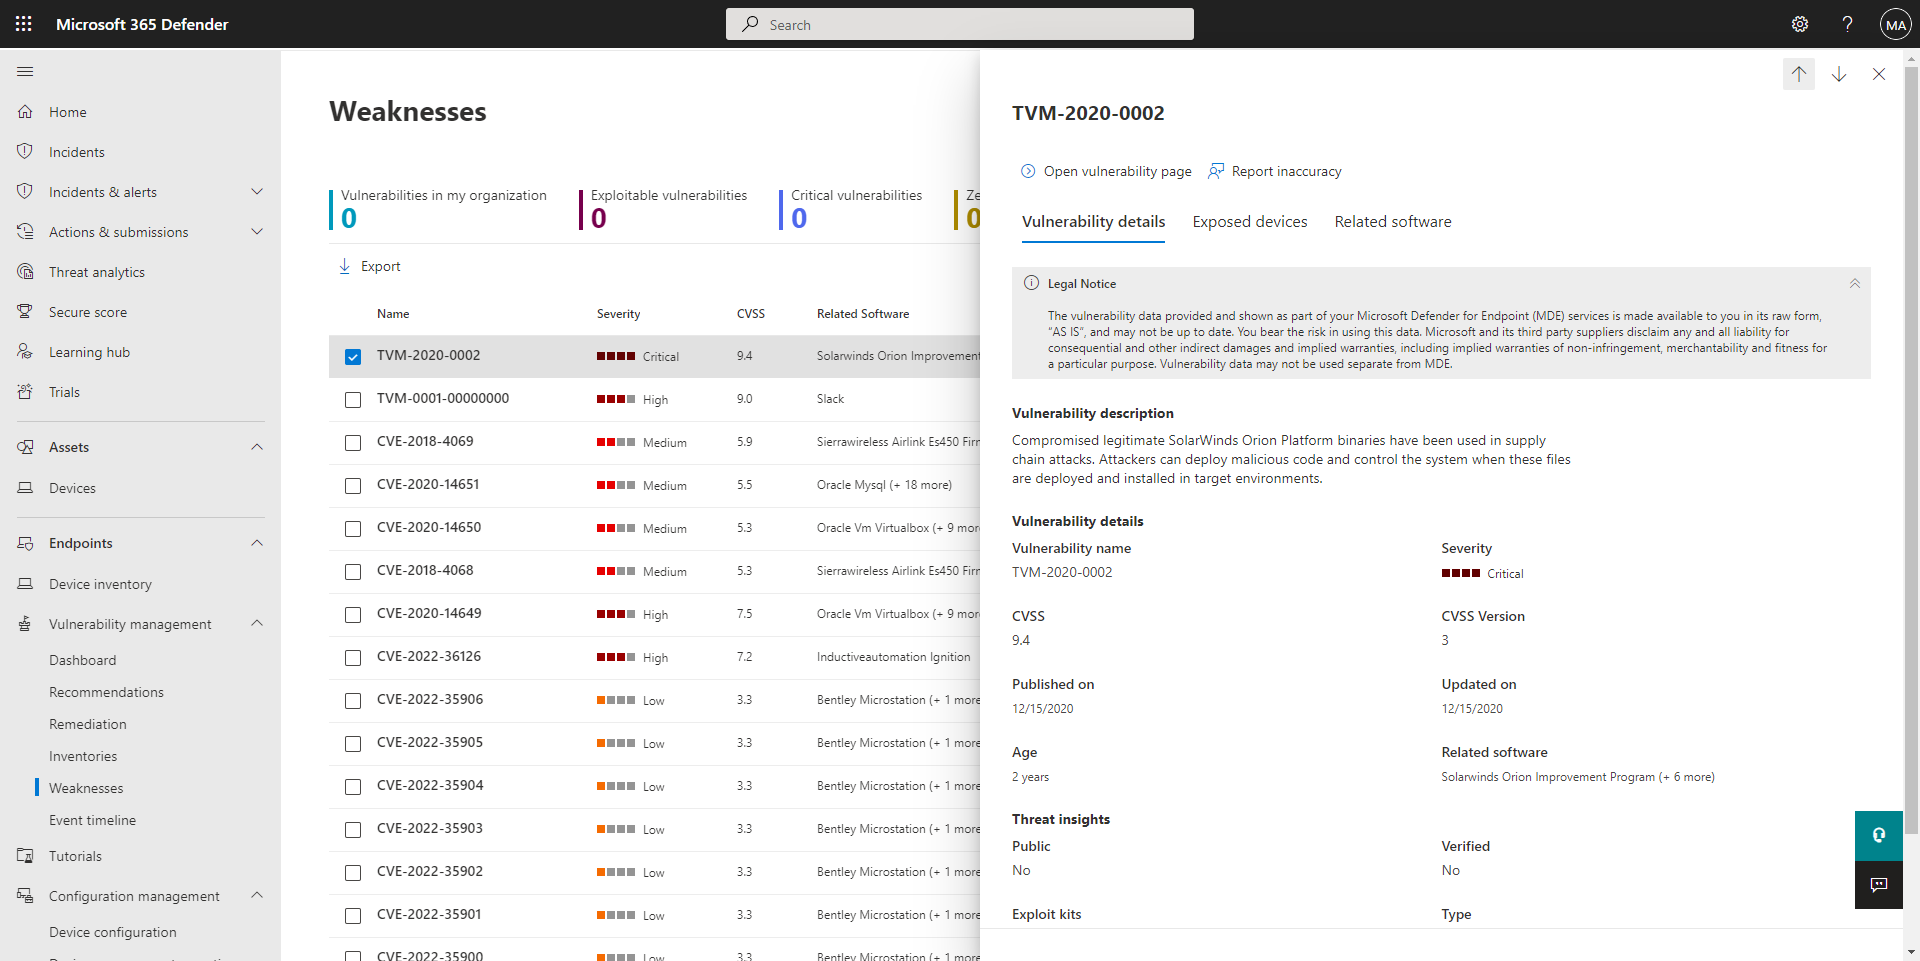 Microsoft 365 Defender
Search
MA
Home
Incidents
Incidents & alerts
Actions & submissions
Threat analytics
Secure score
Learning hub
Trials
Assets
Devices
Endpoints
Device inventory
Vulnerability management
Dashboard
Recommendations
Remediation
Inventories
Weaknesses
Event timeline
Tutorials
Configuration management
Device configuration
Weaknesses
Vulnerabilities in my organization
0
Exploitable vulnerabilities
0
Critical vulnerabilities
0
Ze
0
Export
Name Severity CVSS Related Software
TVM-2020-0002 Critical 9.4 Solarwinds Orion Improvement
TVM-0001-00000000 High 9.0 Slack
CVE-2018-4069 Medium 5.9 Sierrawireless Airlink Es450 Firr
CVE-2020-14651 Medium 5.5 Oracle Mysql (+ 18 more)
CVE-2020-14650 Medium 5.3 Oracle Vm Virtualbox (+ 9 mor
CVE-2018-4068 Medium 5.3 Sierrawireless Airlink Es450 Firr
CVE-2020-14649 High 7.5 Oracle Vm Virtualbox (+ 9 mor
CVE-2022-36126 High 7.2 Inductiveautomation Ignition
CVE-2022-35906 Low 3.3 Bentley Microstation (+ 1 more
CVE-2022-35905 Low 3.3 Bentley Microstation (+ 1 more
CVE-2022-35904 Low 3.3 Bentley Microstation (+ 1 more
CVE-2022-35903 Low 3.3 Bentley Microstation (+ 1 more
CVE-2022-35902 Low 3.3 Bentley Microstation (+ 1 more
CVE-2022-35901 Low 3.3 Bentley Microstation (+ 1 more
CVE-2022-35900 Low 3.3 Bentley Microstation (+ 1 more
TVM-2020-0002
Open vulnerability page Report inaccuracy
Vulnerability details Exposed devices Related software
Legal Notice
The vulnerability data provided and shown as part of your Microsoft Defender for Endpoint (MDE) services is made available to you in its raw form,
“AS IS”, and may not be up to date. You bear the risk in using this data. Microsoft and its third party suppliers disclaim any and all liability for
consequential and other indirect damages and implied warranties, including implied warranties of non-infringement, merchantability and fitness for
a particular purpose. Vulnerability data may not be used separate from MDE.
Vulnerability description
Compromised legitimate SolarWinds Orion Platform binaries have been used in supply
chain attacks. Attackers can deploy malicious code and control the system when these files
are deployed and installed in target environments.
Vulnerability details
Vulnerability name
TVM-2020-0002
Severity
Critical
CVSS
9.4
CVSS Version
3
Published on
12/15/2020
Updated on
12/15/2020
Age
2 years
Related software
Solarwinds Orion Improvement Program (+ 6 more)
Threat insights
Public
No
Verified
No
Exploit kits
Type